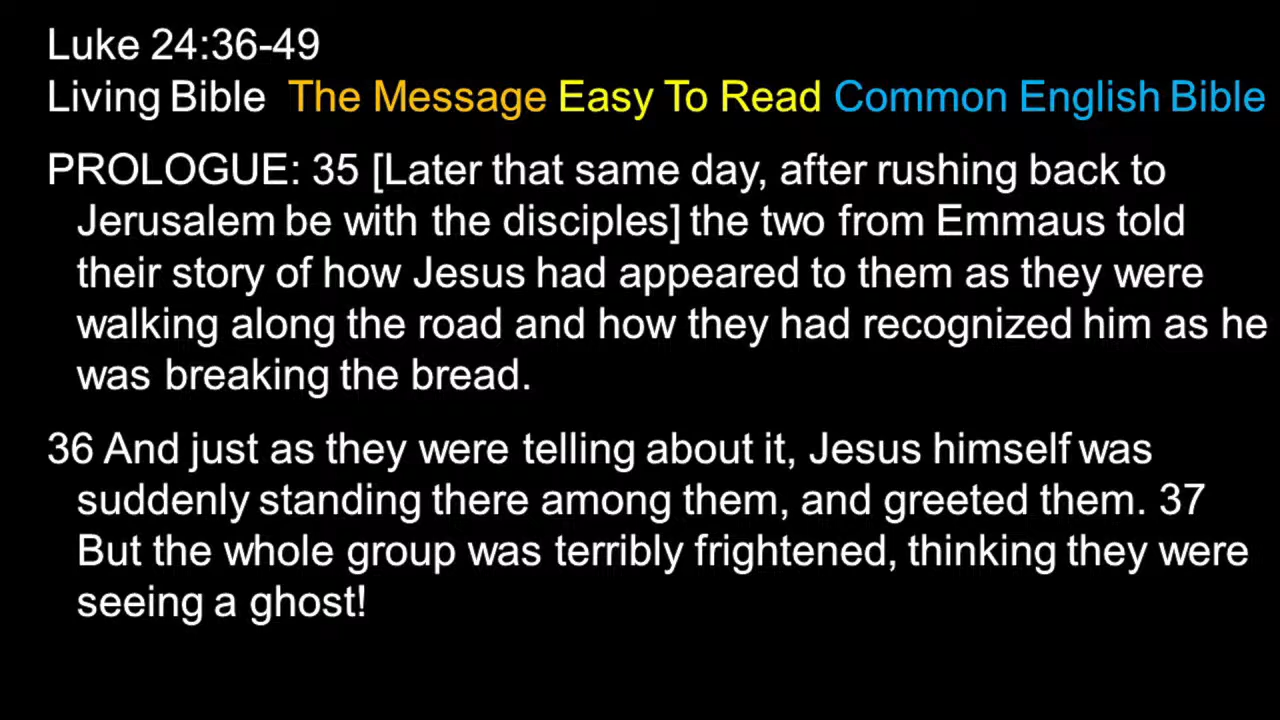 Luke 24:36-49
Living Bible The Message Easy To Read Common English Bible
PROLOGUE: 35 [Later that same day, after rushing back to
Jerusalem be with the disciples] the two from Emmaus told
their story of how Jesus had appeared to them as they were
walking along the road and how they had recognized him as he
was breaking the bread.
36 And just as they were telling about it, Jesus himself was
suddenly standing there among them, and greeted them. 37
But the whole group was terribly frightened, thinking they were
seeing a ghost!